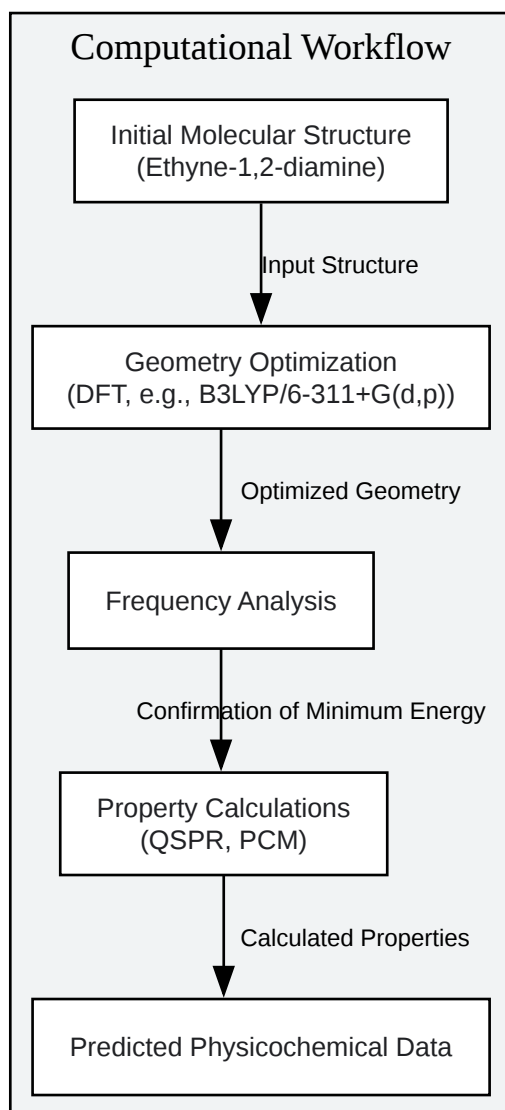 Computational Workflow
Initial Molecular Structure
(Ethyne-1,2-diamine)
Input Structure
Geometry Optimization
(DFT, e.g., B3LYP/6-311+G(d,p))
Optimized Geometry
Frequency Analysis
Confirmation of Minimum Energy
Property Calculations
(QSPR, PCM)
Calculated Properties
Predicted Physicochemical Data